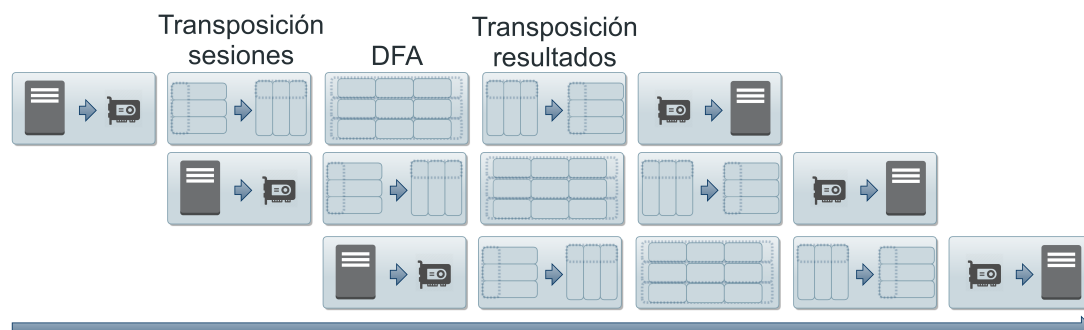 Transposición
sesiones
DFA
Transposición
resultados